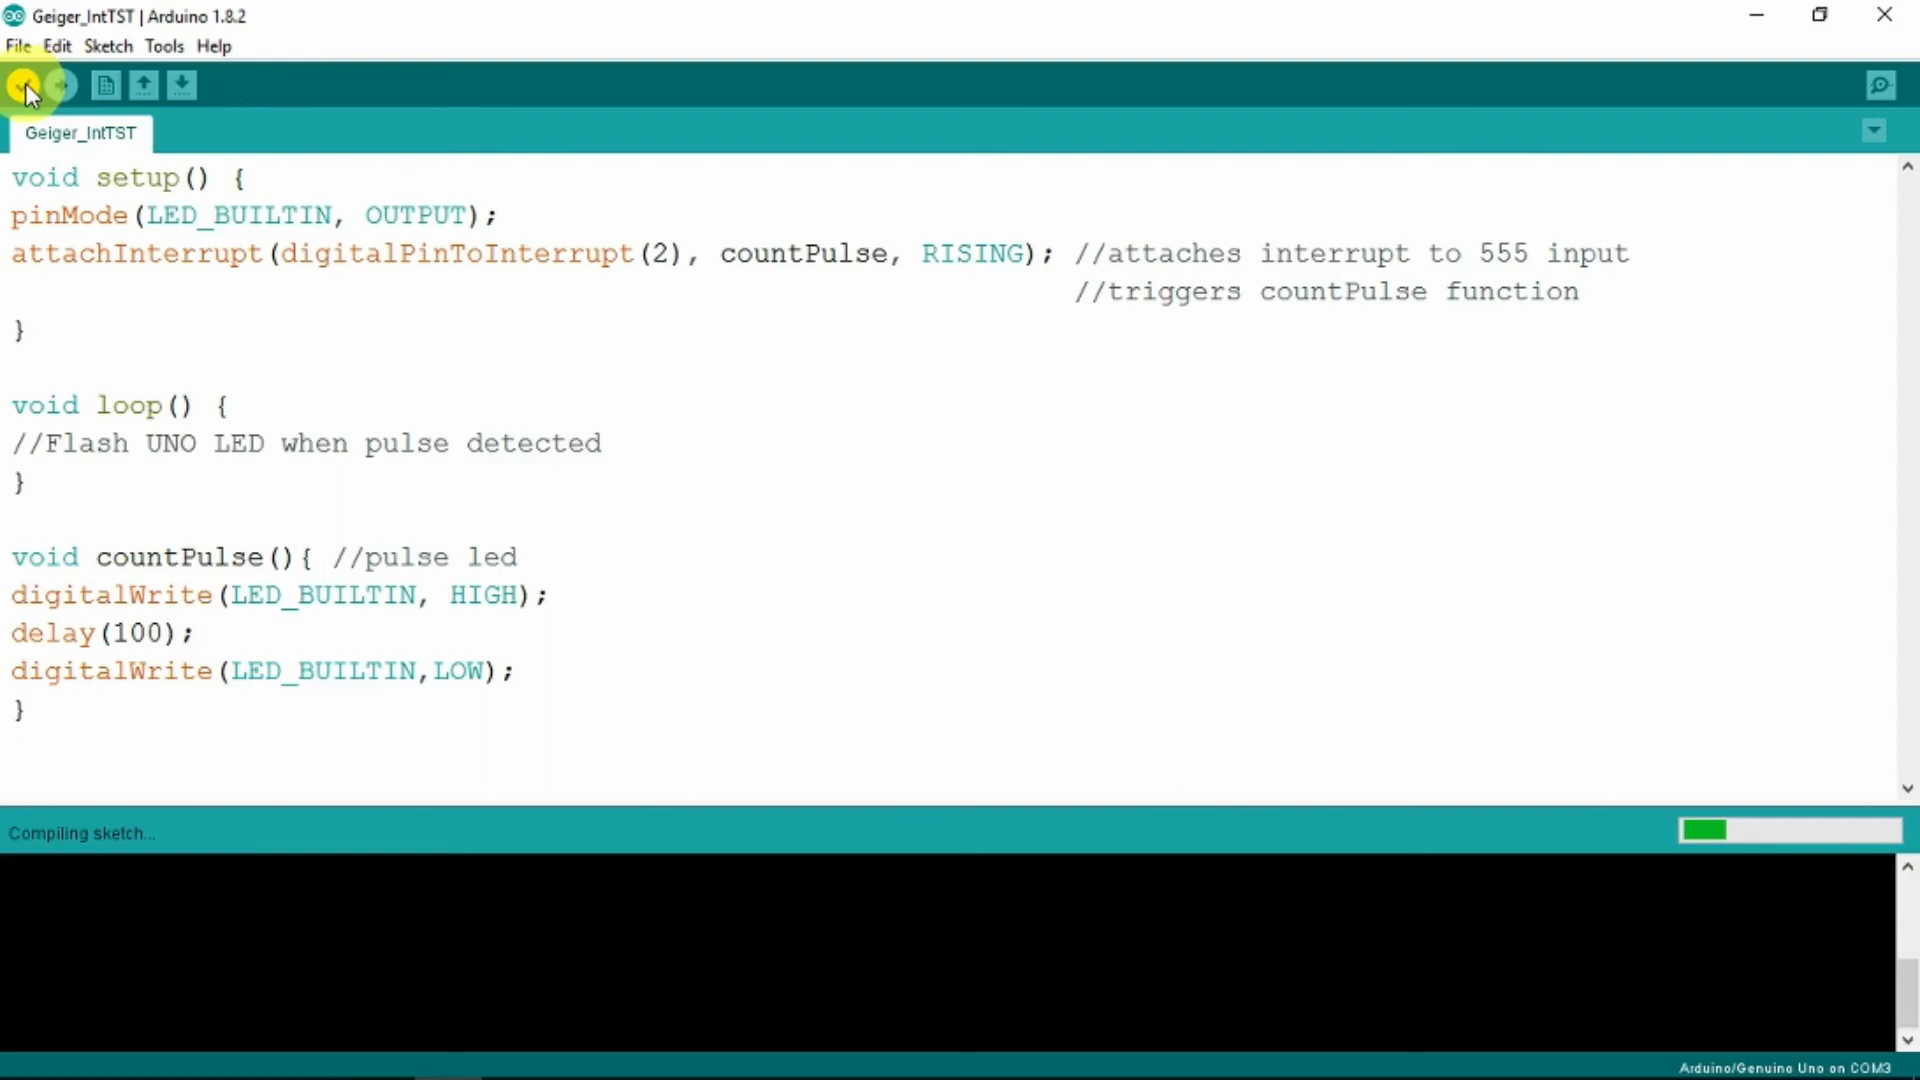 Geiger_IntTST | Arduino 1.8.2
File Edit Sketch Tools Help
Geiger_IntTST
void setup() {
pinMode(LED_BUILTIN, OUTPUT);
attachInterrupt(digitalPinToInterrupt(2), countPulse, RISING); //attaches interrupt to 555 input
//triggers countPulse function
}
void loop() {
//Flash UNO LED when pulse detected
}
void countPulse(){ //pulse led
digitalWrite(LED_BUILTIN, HIGH);
delay(100);
digitalWrite(LED_BUILTIN,LOW);
}
Compiling sketch...
Arduino/Genuino Uno on COM3